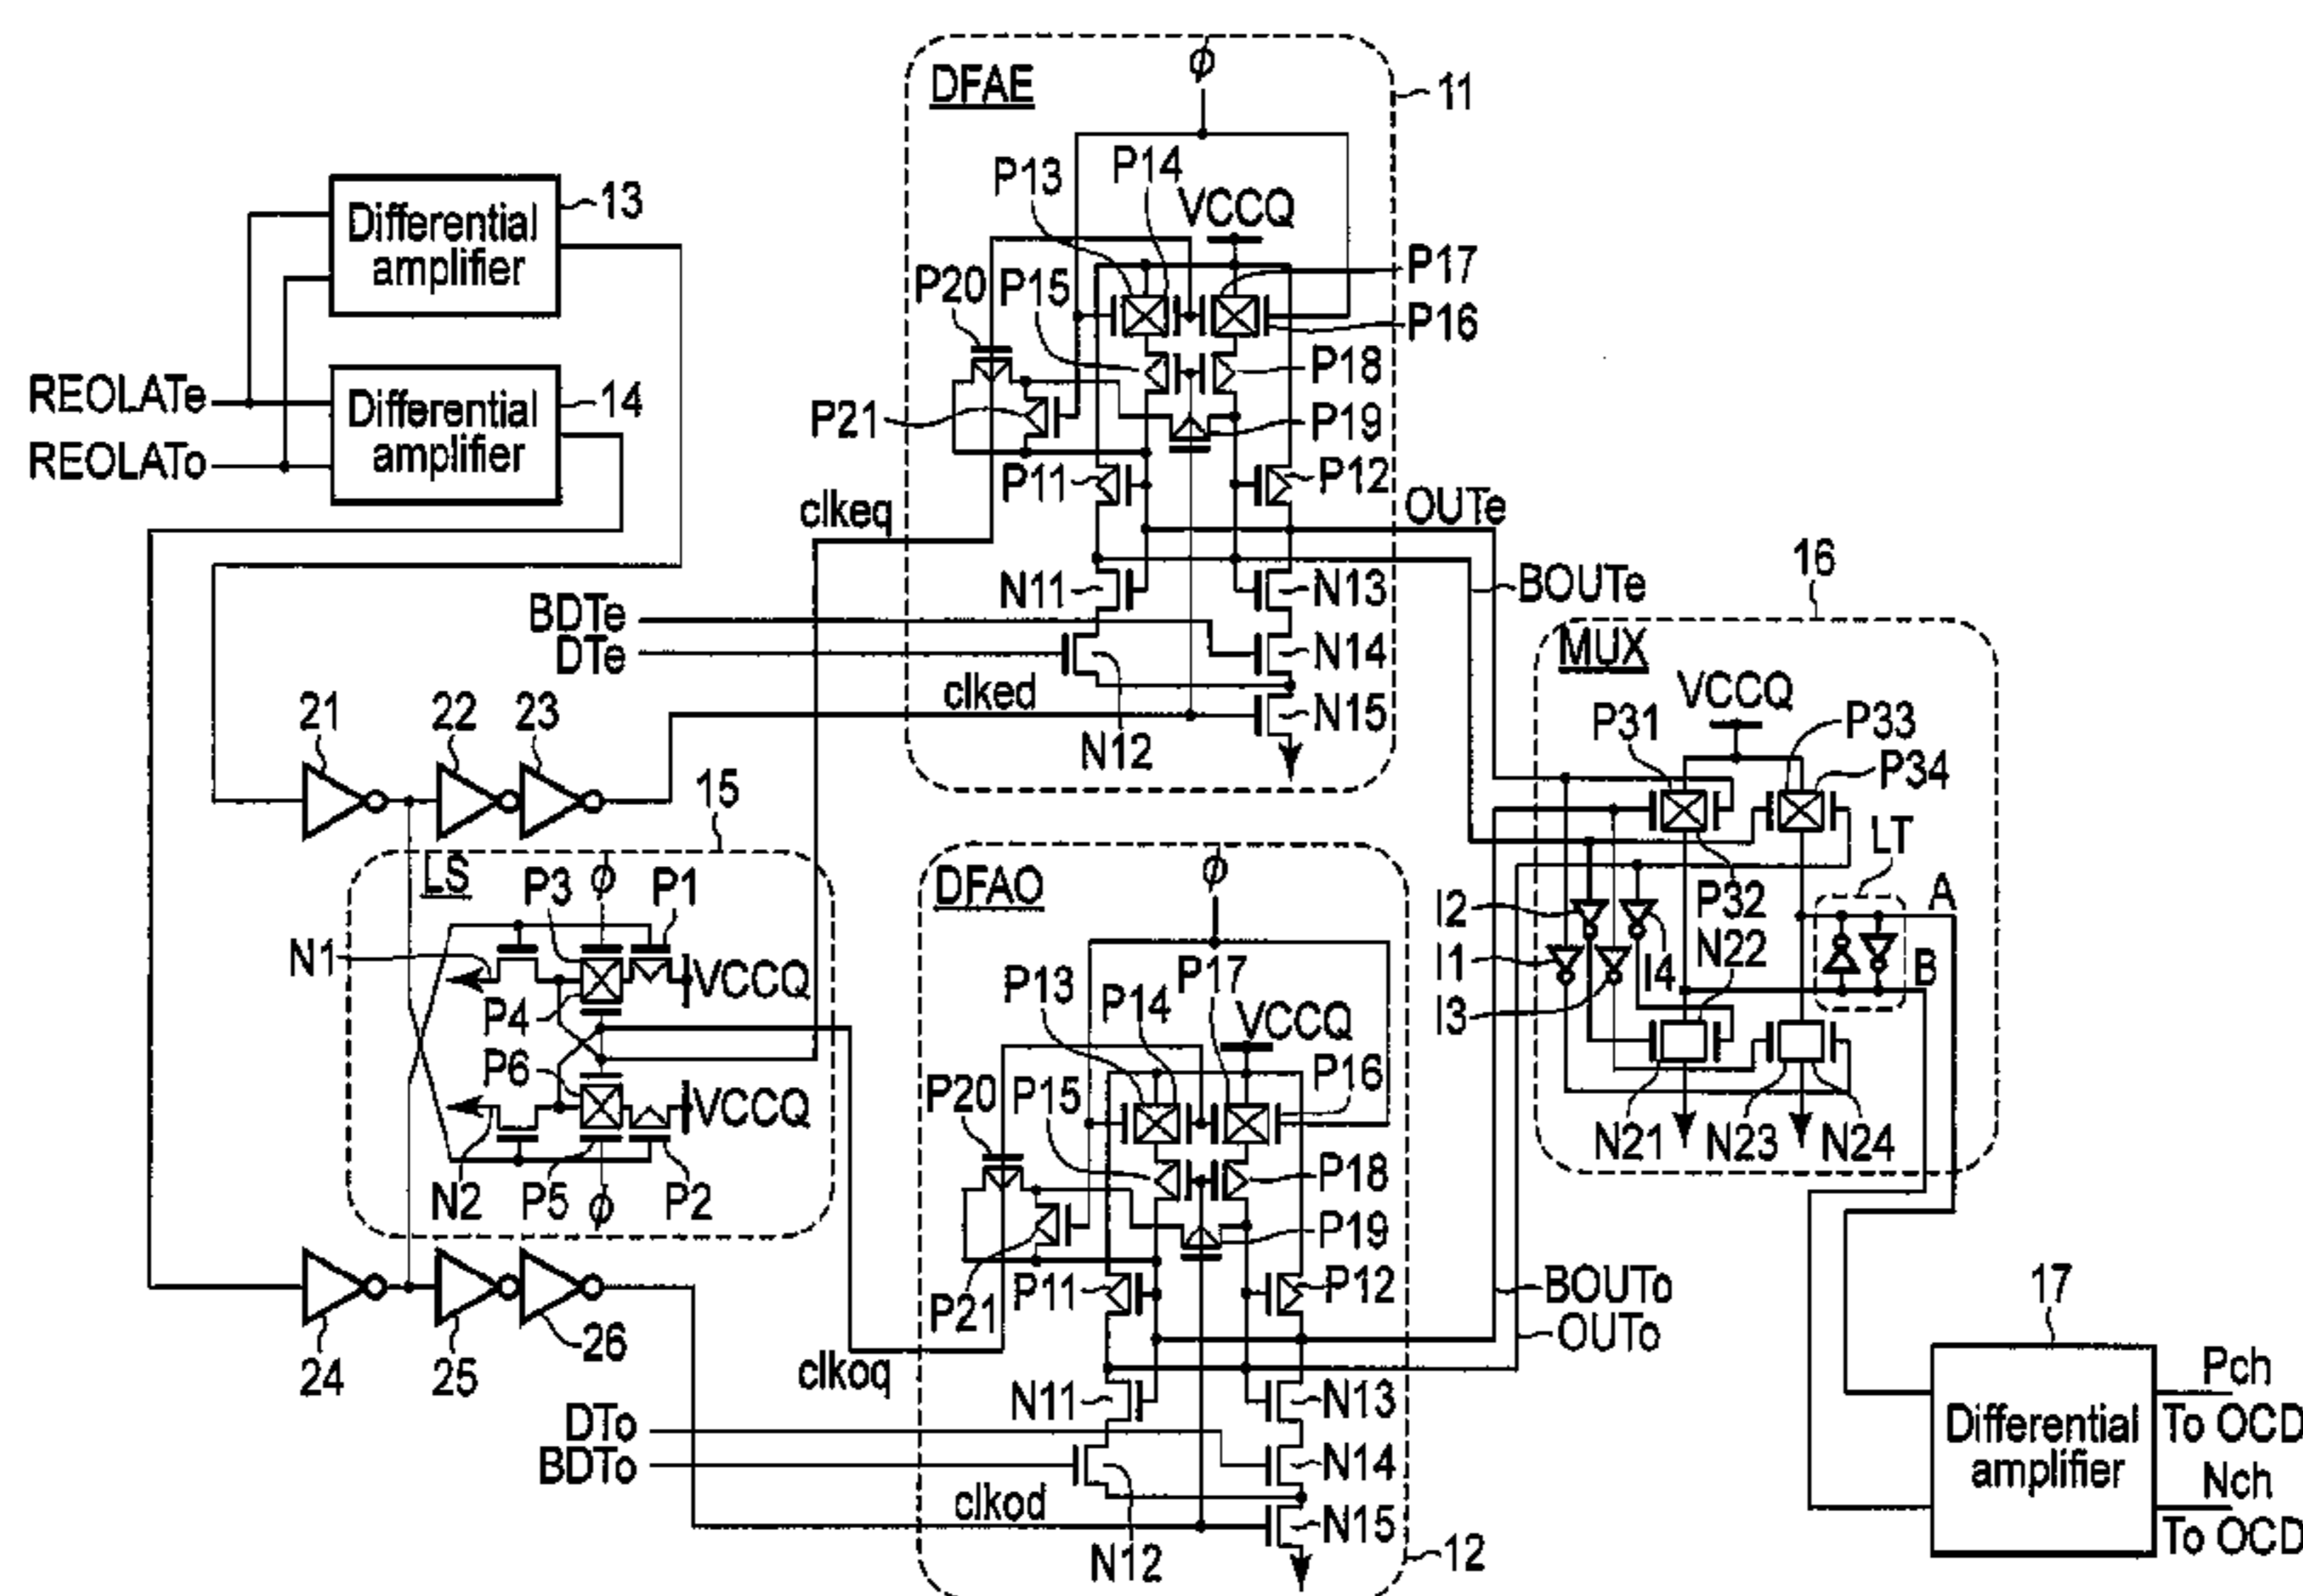 ϕ
DFAE
11
P13
P14
VCCQ
13
Differential
amplifier
P17
P20
P15
P16
REOLATe
Differential
amplifier
14
P18
P21
P19
REOLATo
P11
P12
clkeq
OUTe
16
BOUTe
N11
N13
BDTe
DTe
N14
MUX
VCCQ
clked
N15
P31
P33
N12
P34
21
22
23
15
LT
LS
P3
ϕ
P1
DFAO
ϕ
A
I2
P32
N22
N1
VCCQ
I1
I4
B
P4
P13
P14
P17
VCCQ
I3
P6
P16
VCCQ
P20
P15
N21
N23
N24
N2
P5
ϕ
P2
P18
P19
P21
P11
P12
BOUTo
17
OUTo
24
25
26
clkoq
Pch
To OCD
N11
N13
Differential
amplifier
DTo
BDTo
N14
Nch
To OCD
clkod
N15
N12
12